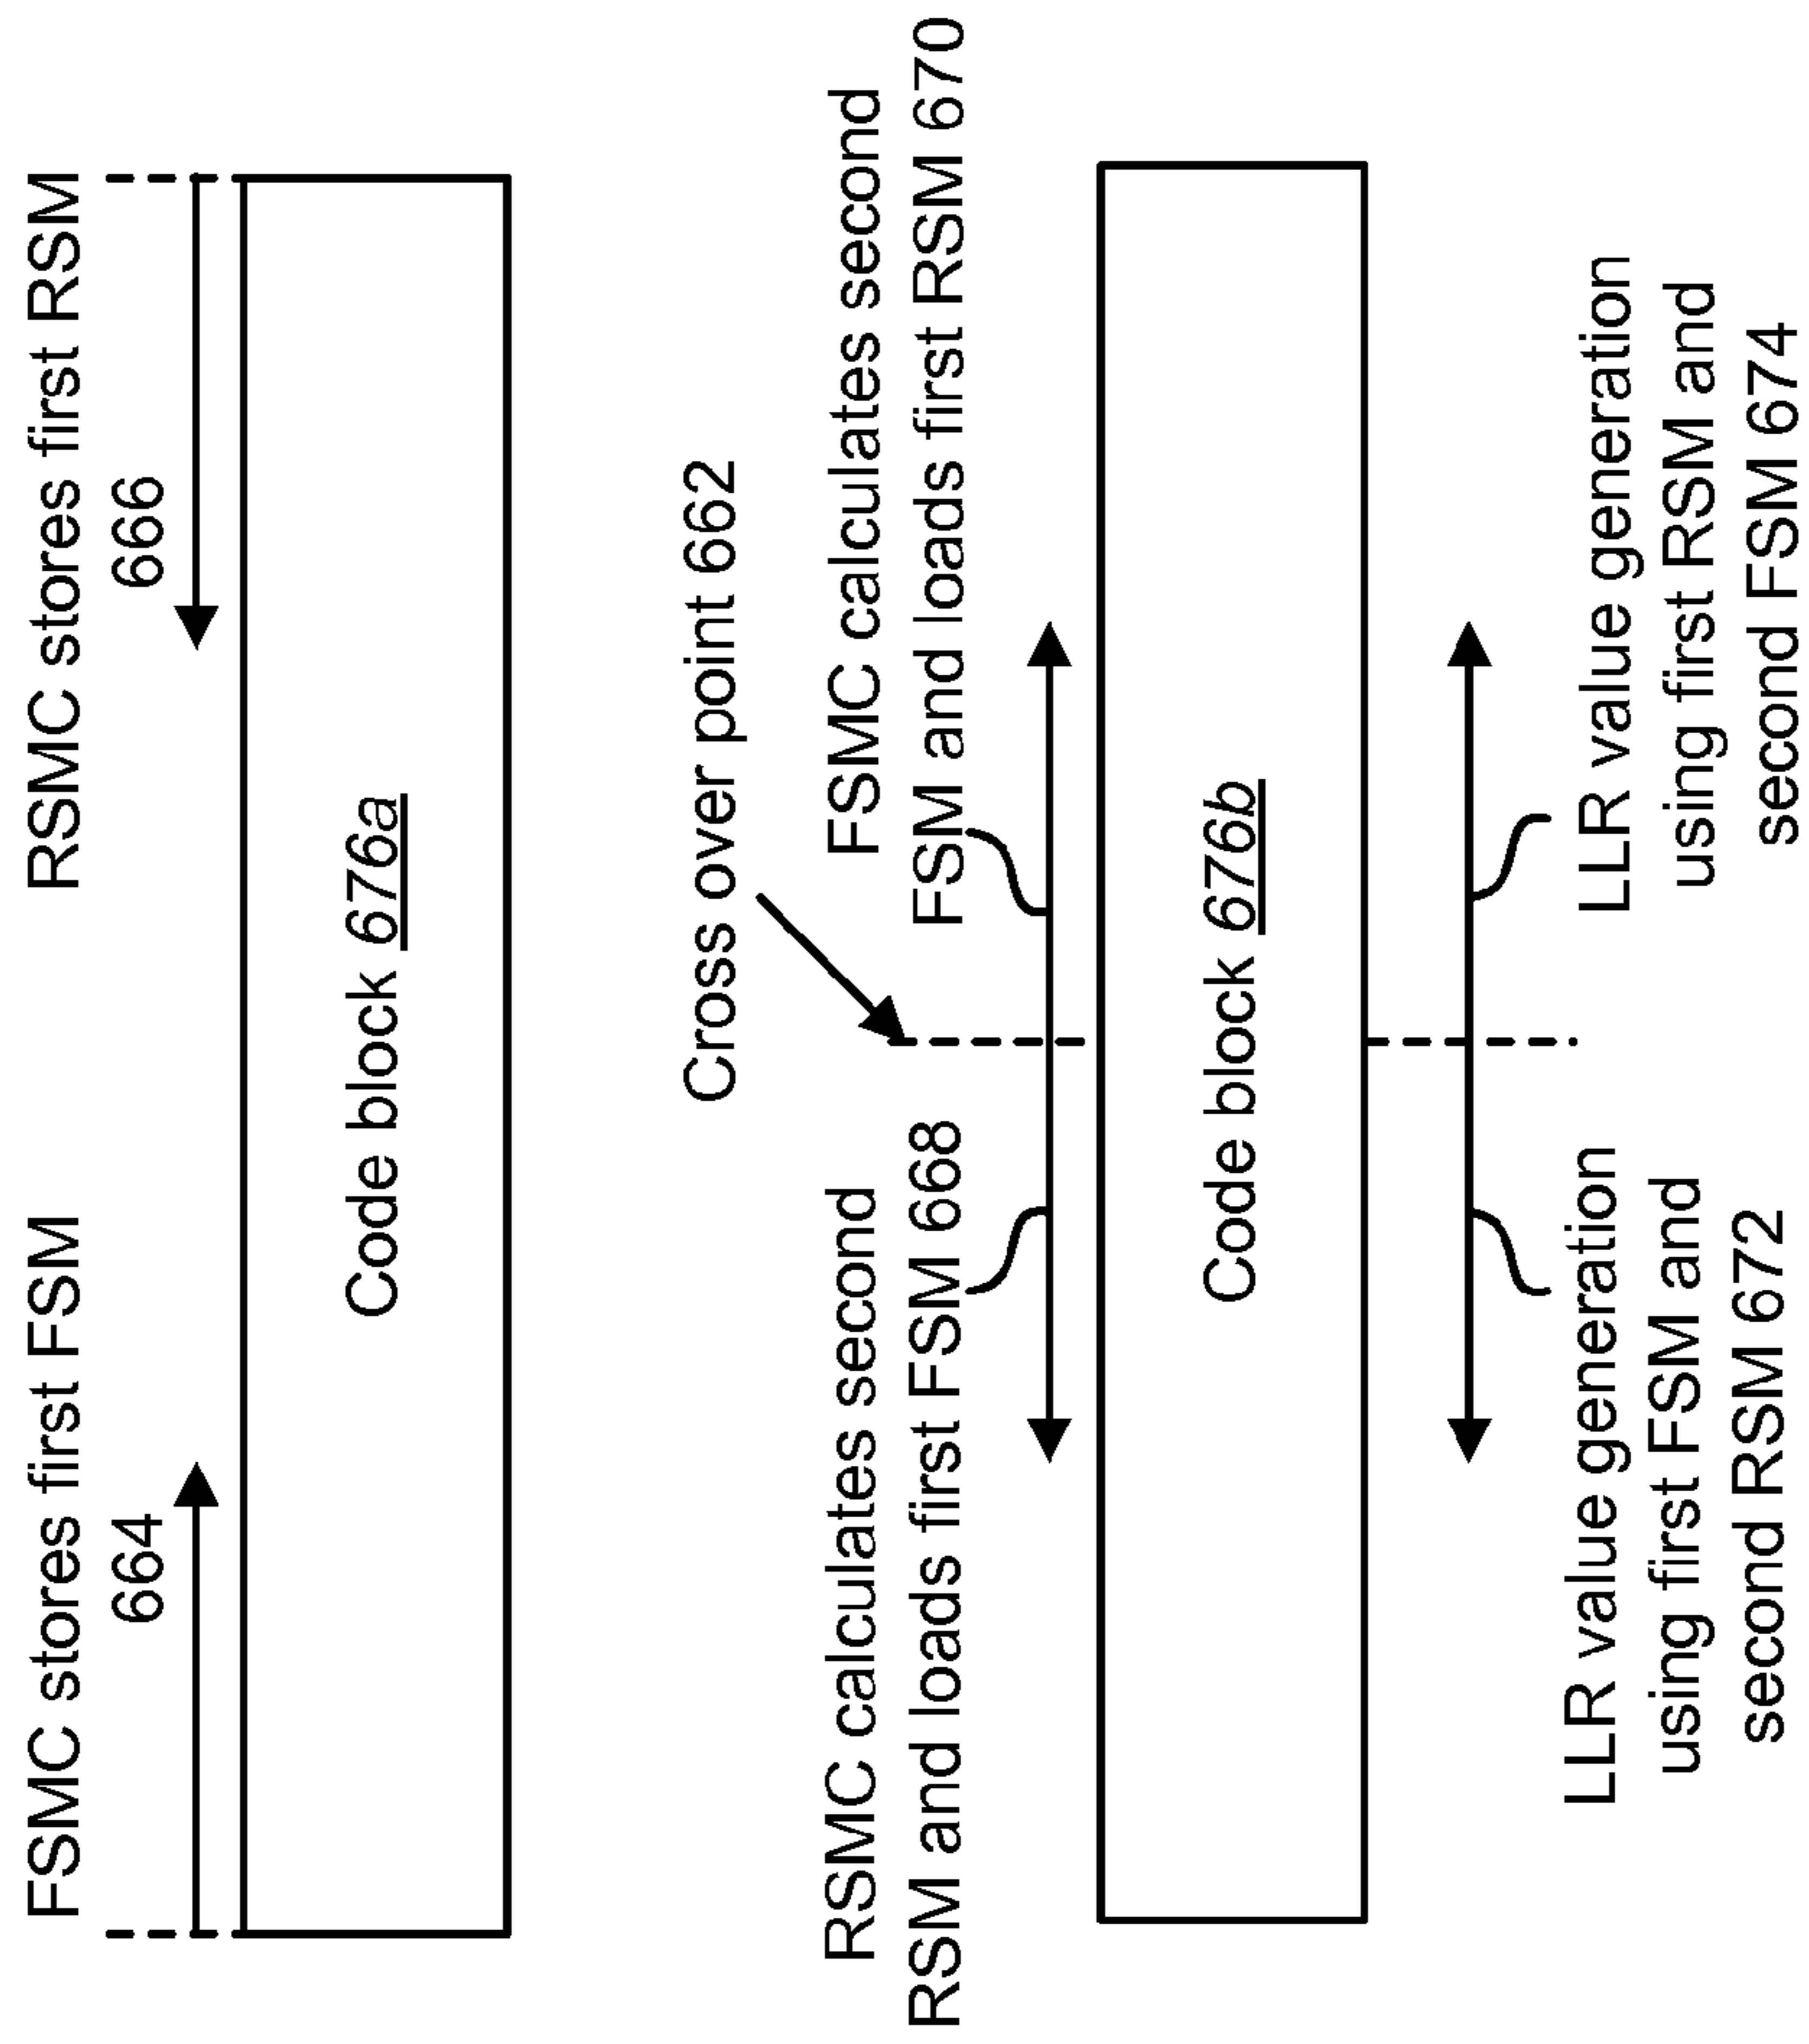 FSMC stores first FSM
664
RSMC stores first RSM
666
Code block 676a
Cross over point 662
RSMC calculates second
RSM and loads first FSM 668
FSMC calculates second
FSM and loads first RSM 670
Code block 676b
LLR value generation
using first FSM and
second RSM 672
LLR value generation
using first RSM and
second FSM 674